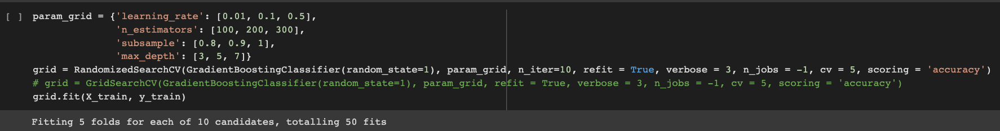 [ ] param_grid = {'learning_rate': [0.01, 0.1, 0.5],
'n_estimators': [100, 200, 300],
'subsample': [0.8, 0.9, 1],
'max_depth': [3, 5, 7]}
grid = RandomizedSearchCV(GradientBoostingClassifier(random_state=1), param_grid, n_iter=10, refit = True, verbose = 3, n_jobs = -1, cv = 5, scoring = 'accuracy')
# grid = GridSearchCV(GradientBoostingClassifier(random_state=1), param_grid, refit = True, verbose = 3, n_jobs = -1, cv = 5, scoring = 'accuracy')
grid.fit(X_train, y_train)
Fitting 5 folds for each of 10 candidates, totalling 50 fits